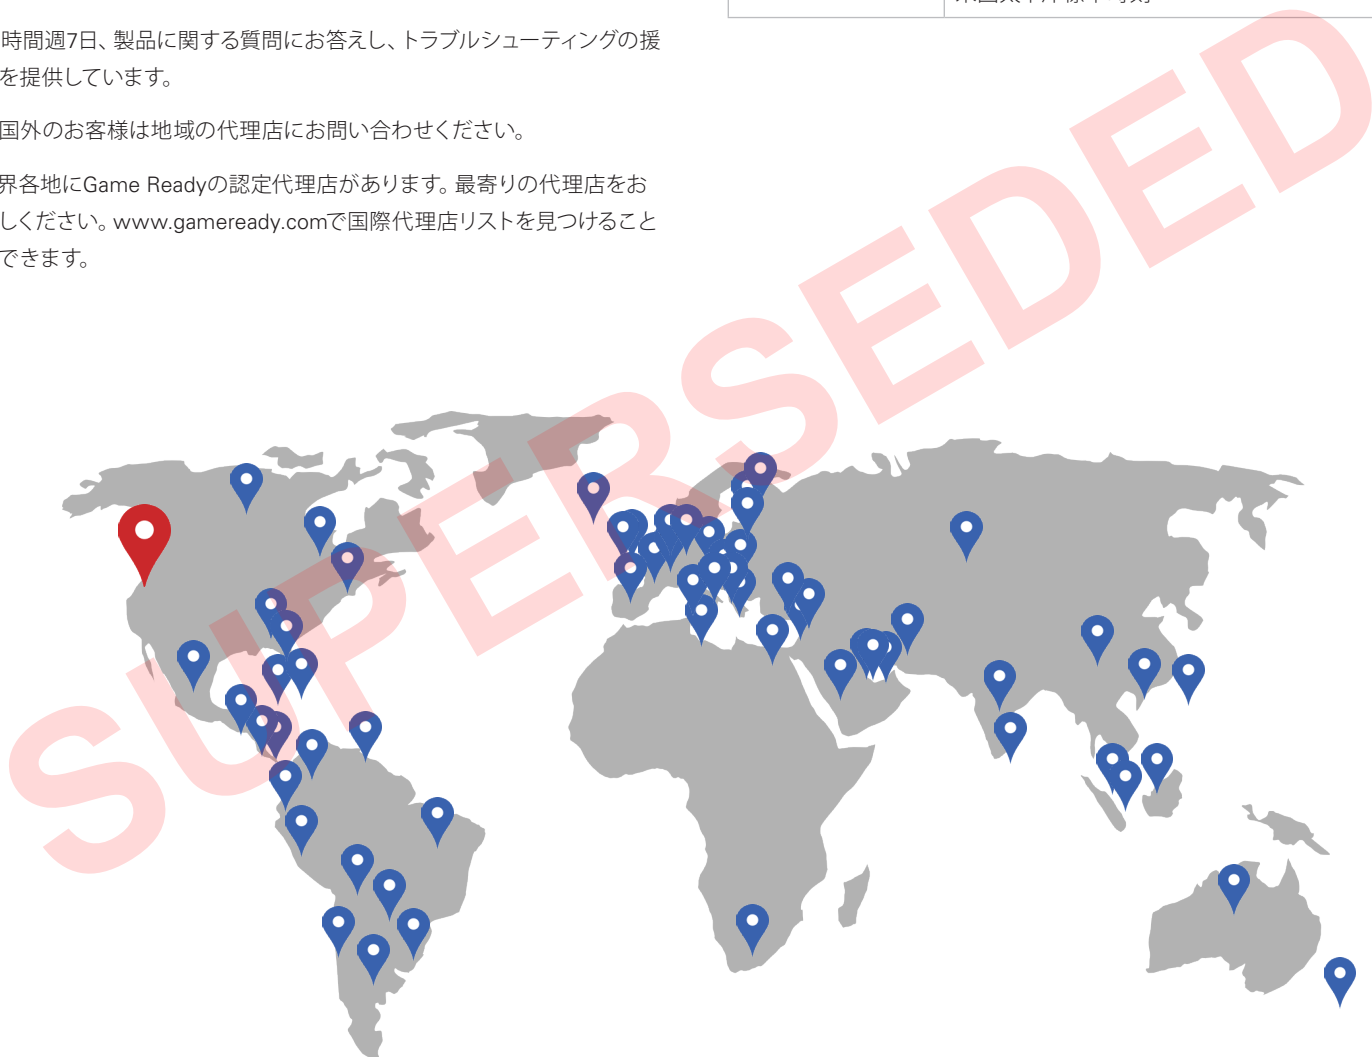 時間週7日、製品に関する質問にお答えし、トラブルシューティングの援
を提供しています。
国外のお客様は地域の代理店にお問い合わせください。
界各地にGame Readyの認定代理店があります。最寄りの代理店をお
しください。www.gameready.comで国際代理店リストを見つけること
できます。
SUPERSEDED